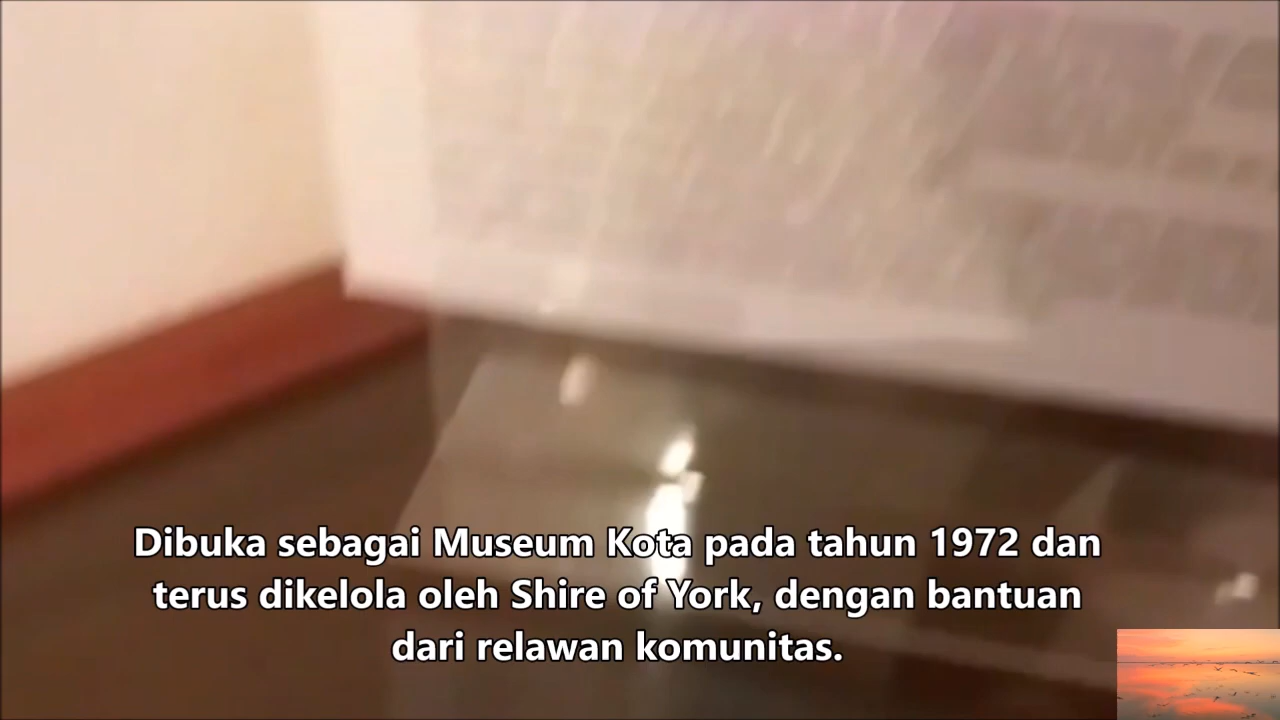 Dibuka sebagai Museum Kota pada tahun 1972 dan
terus dikelola oleh Shire of York, dengan bantuan
dari relawan komunitas.